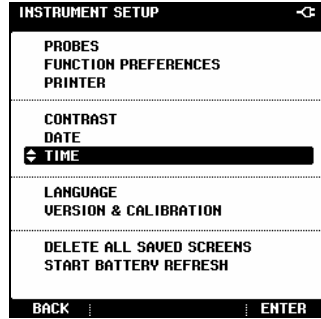 INSTRUMENT SETUP
PROBES
FUNCTION PREFERENCES
PRINTER
CONTRAST
DATE
TIME
LANGUAGE
VERSION & CALIBRATION
DELETE ALL SAVED SCREENS
START BATTERY REFRESH
BACK ENTER